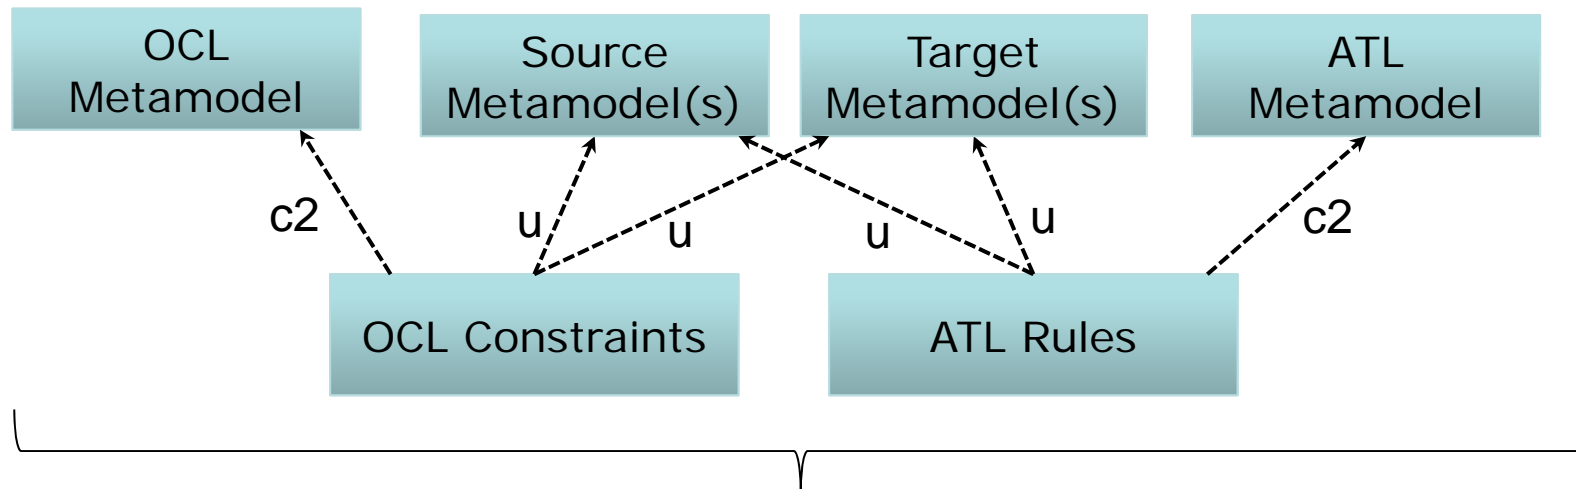 OCL
Metamodel
Source
Metamodel(s)
Target
Metamodel(s)
ATL
Metamodel
c2
u
u
u
u
c2
OCL Constraints
ATL Rules